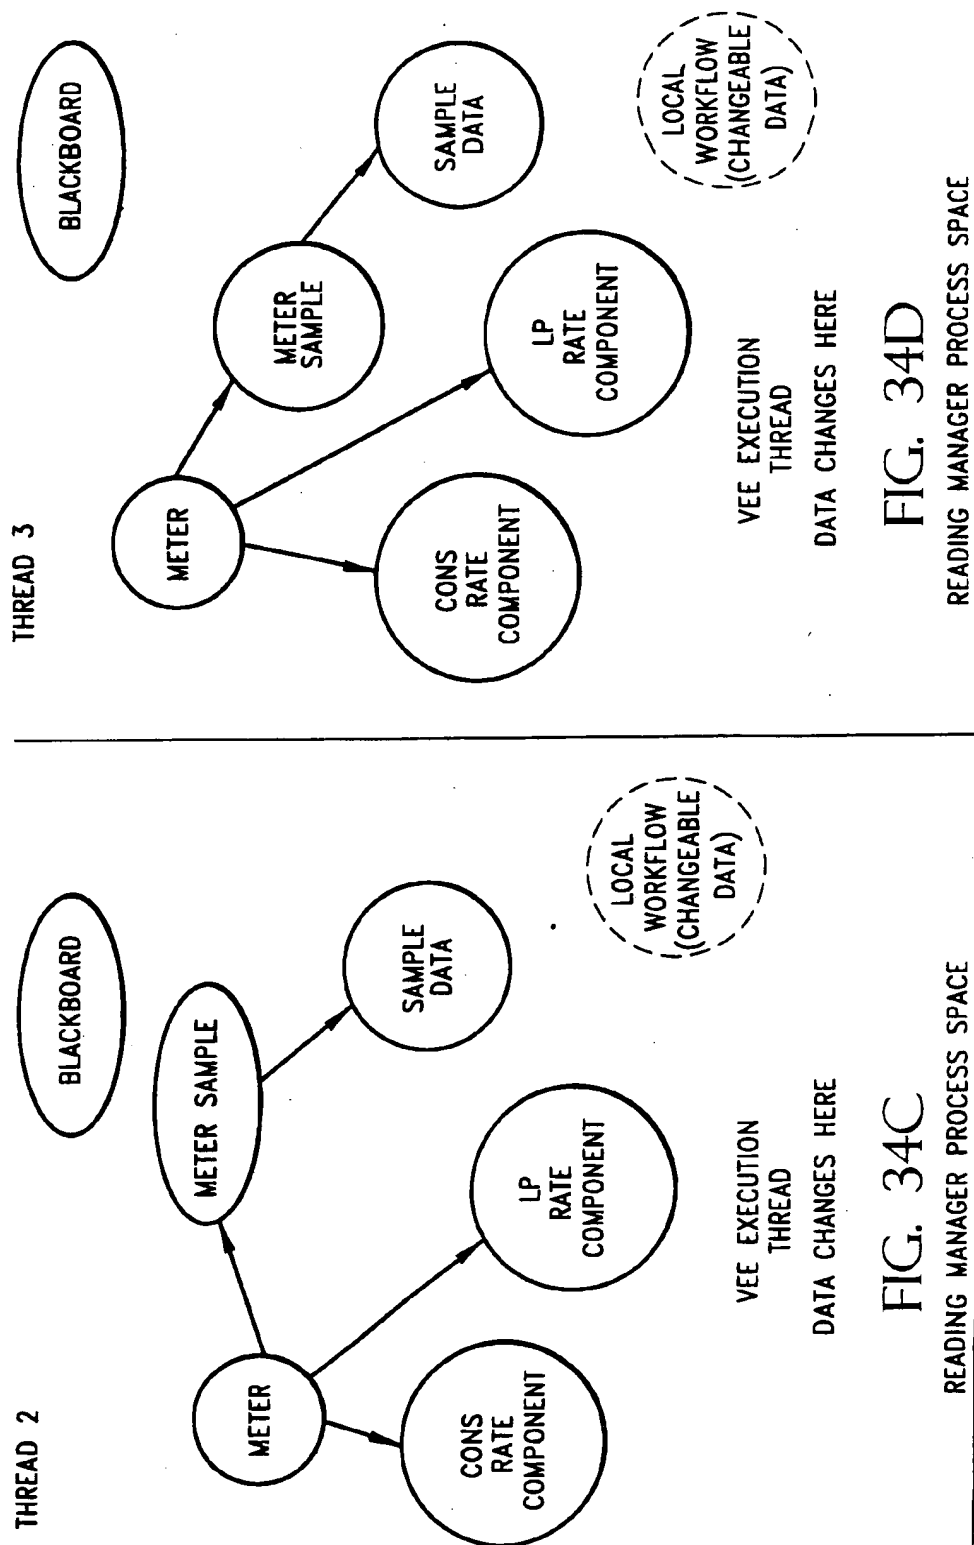 THREAD 2
BLACKBOARD
METER SAMPLE
METER
SAMPLE
DATA
CONS
RATE
COMPONENT
LP
RATE
COMPONENT
LOCAL
WORKFLOW
(CHANGEABLE
DATA)
VEE EXECUTION
THREAD
DATA CHANGES HERE
FIG. 34C
READING MANAGER PROCESS SPACE
THREAD 3
BLACKBOARD
METER
METER
SAMPLE
SAMPLE
DATA
CONS
RATE
COMPONENT
LP
RATE
COMPONENT
LOCAL
WORKFLOW
(CHANGEABLE
DATA)
VEE EXECUTION
THREAD
DATA CHANGES HERE
FIG. 34D
READING MANAGER PROCESS SPACE